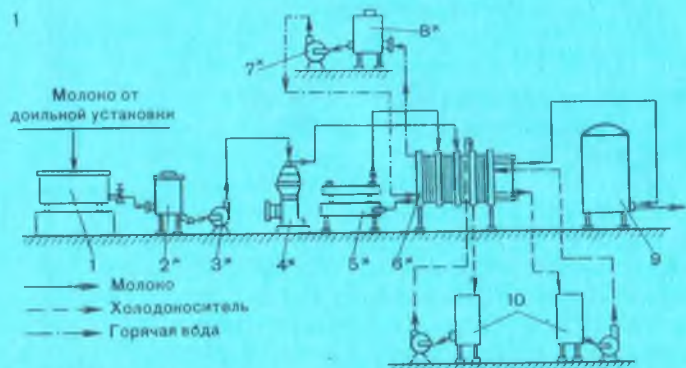 1
8*
7*
Молоко от
доильной установки
1
2*
3*
4*
5*
6*
9
10
Молоко
Холодоноситель
Горячая вода